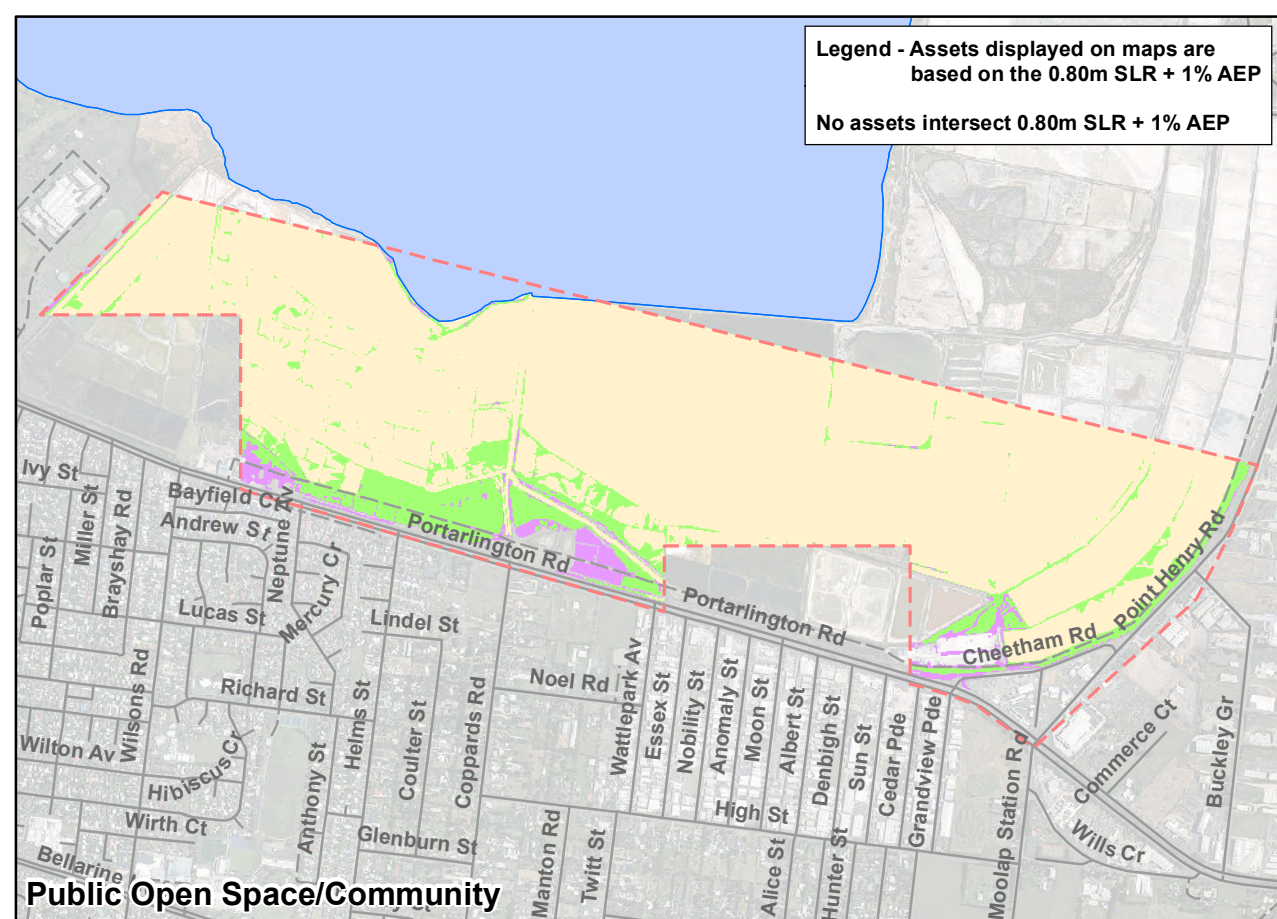 Legend - Assets displayed on maps are
based on the 0.80m SLR + 1% AEP
No assets intersect 0.80m SLR + 1% AEP
Ivy St
Miller St
Brayshay Rd
Poplar St
Bayfield Ct
Andrew St
Neptune Av
Mercury Cr
Lucas St
Lindel St
Portarlington Rd
Portarlington Rd
Point Henry Rd
Cheetham Rd
Wilsons Rd
Richard St
Helms St
Noel Rd
Wattlepark Av
Essex St
Nobility St
Anomaly St
Moon St
Albert St
Denbigh St
Sun St
Cedar Pde
Grandview Pde
Wilton Av
Hibiscus Cr
Anthony St
Coulter St
Coppards Rd
Commerce Ct
Buckley Gr
Wirth Ct
Glenburn St
High St
Manton Rd
Twitt St
Alice St
Hunter St
Moolap Station Rd
Wills Cr
Bellarine
Public Open Space/Community